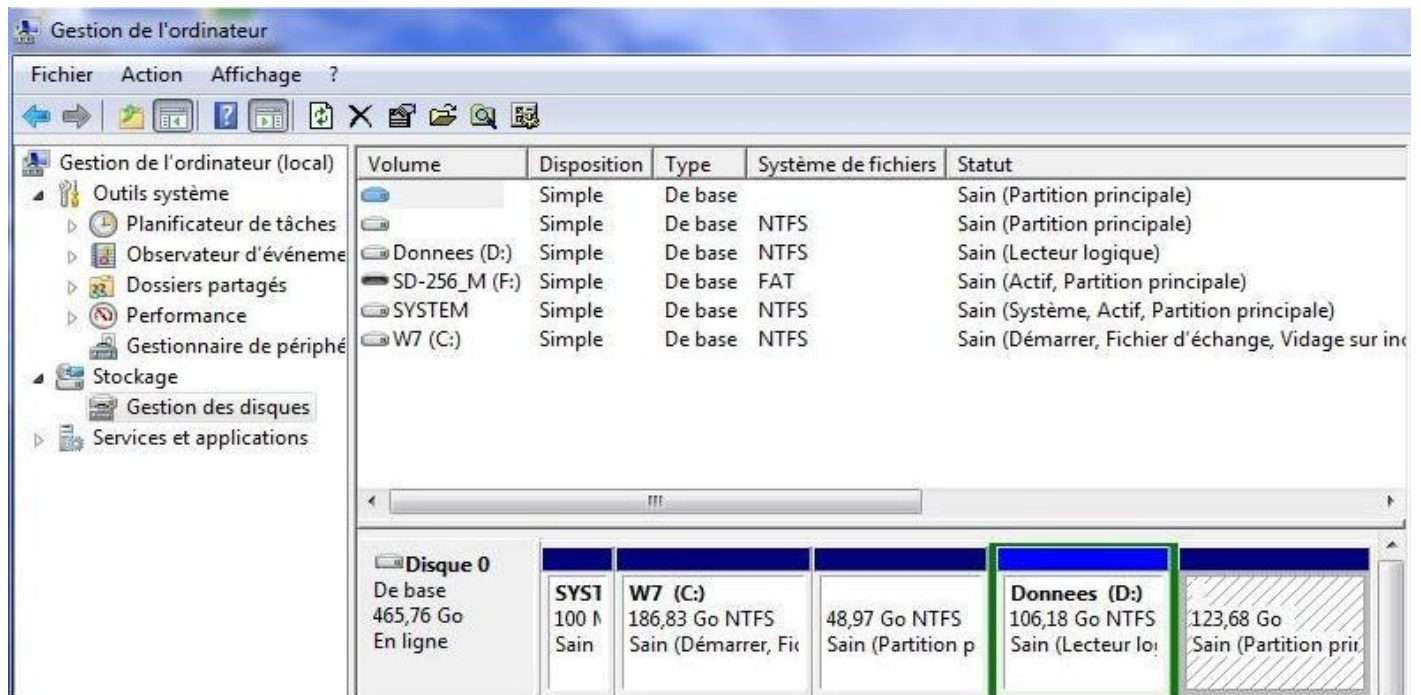 Gestion de l'ordinateur
Fichier Action Affichage ?
Gestion de l'ordinateur (local)
Outils système
Planificateur de tâches
Observateur d'événeme
Dossiers partagés
Performance
Gestionnaire de périphé
Stockage
Gestion des disques
Services et applications
Volume Disposition Type Système de fichiers Statut
Simple De base Sain (Partition principale)
Simple De base NTFS Sain (Partition principale)
Donnees (D:) Simple De base NTFS Sain (Lecteur logique)
SD-256_M (F:) Simple De base FAT Sain (Actif, Partition principale)
SYSTEM Simple De base NTFS Sain (Système, Actif, Partition principale)
W7 (C:) Simple De base NTFS Sain (Démarrer, Fichier d'échange, Vidage sur inc
Disque 0
De base
465,76 Go
En ligne
SYST
100 M
Sain
W7 (C:)
186,83 Go NTFS
Sain (Démarrer, Fic
48,97 Go NTFS
Sain (Partition p
Donnees (D:)
106,18 Go NTFS
Sain (Lecteur log
123,68 Go
Sain (Partition prin